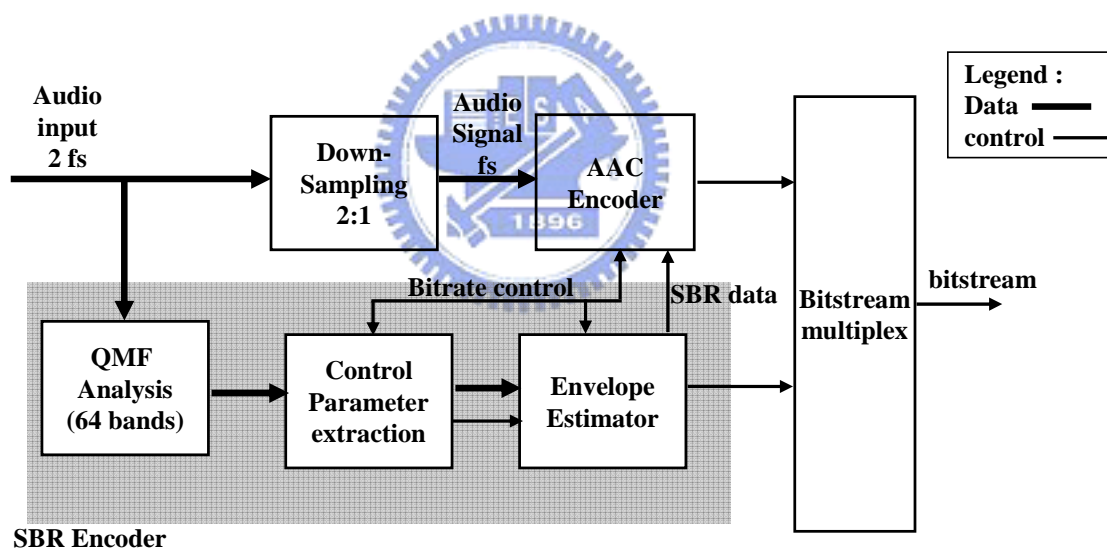 Audio
input
2 fs
Down-
Sampling
2:1
Audio
Signal
fs
AAC
Encoder
1896
Legend :
Data
control
Bitstream
multiplex
bitstream
Bitrate control
SBR data
QMF
Analysis
(64 bands)
Control
Parameter
extraction
Envelope
Estimator
SBR Encoder